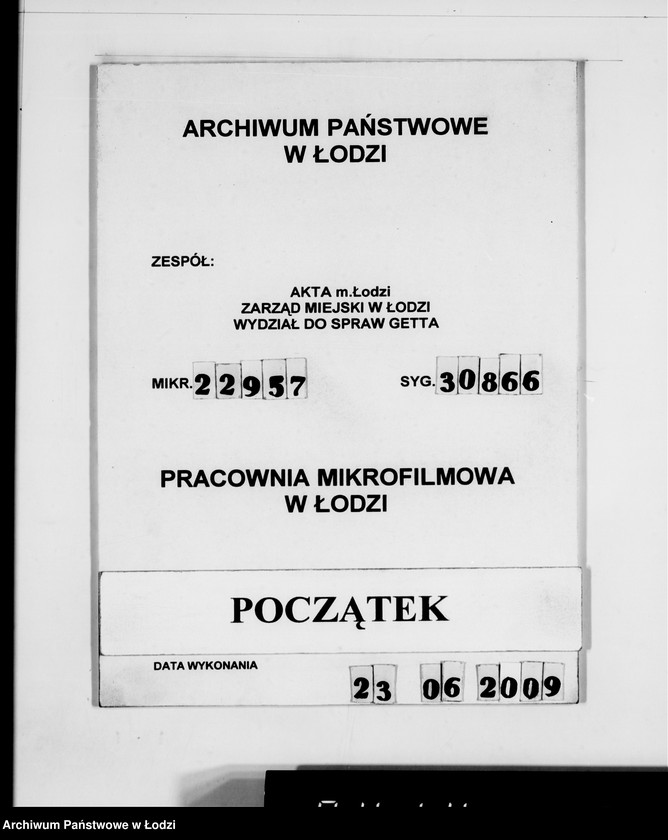 ARCHIWUM PAŃSTWOWE
W ŁODZI
ZESPÓŁ:
AKTA m.Łodzi
ZARZĄD MIEJSKI W ŁODZI
WYDZIAŁ DO SPRAW GETTA
MIKR. 22957 SYG. 30866
PRACOWNIA MIKROFILMOWA
W ŁODZI
POCZĄTEK
DATA WYKONANIA
23 06 2009
Archiwum Państwowe w Łodzi